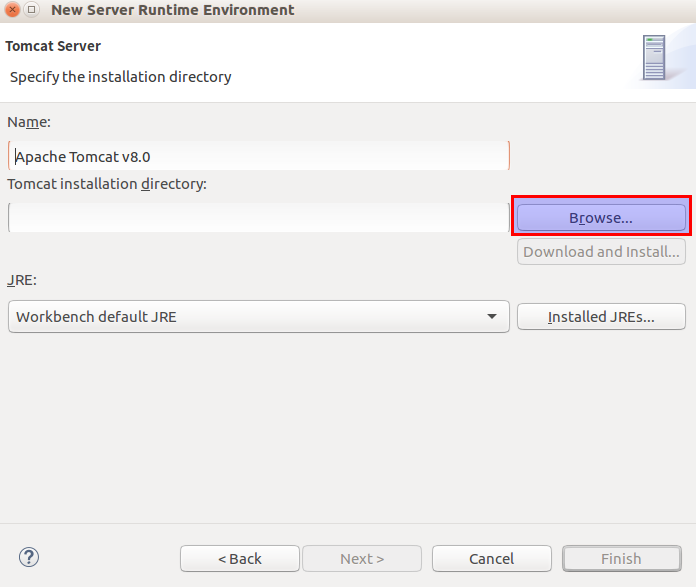 New Server Runtime Environment
Tomcat Server
Specify the installation directory
Name:
Apache Tomcat v8.0
Tomcat installation directory:
Browse...
Download and Install...
JRE:
Workbench default JRE
Installed JREs...
?
< Back
Next >
Cancel
Finish